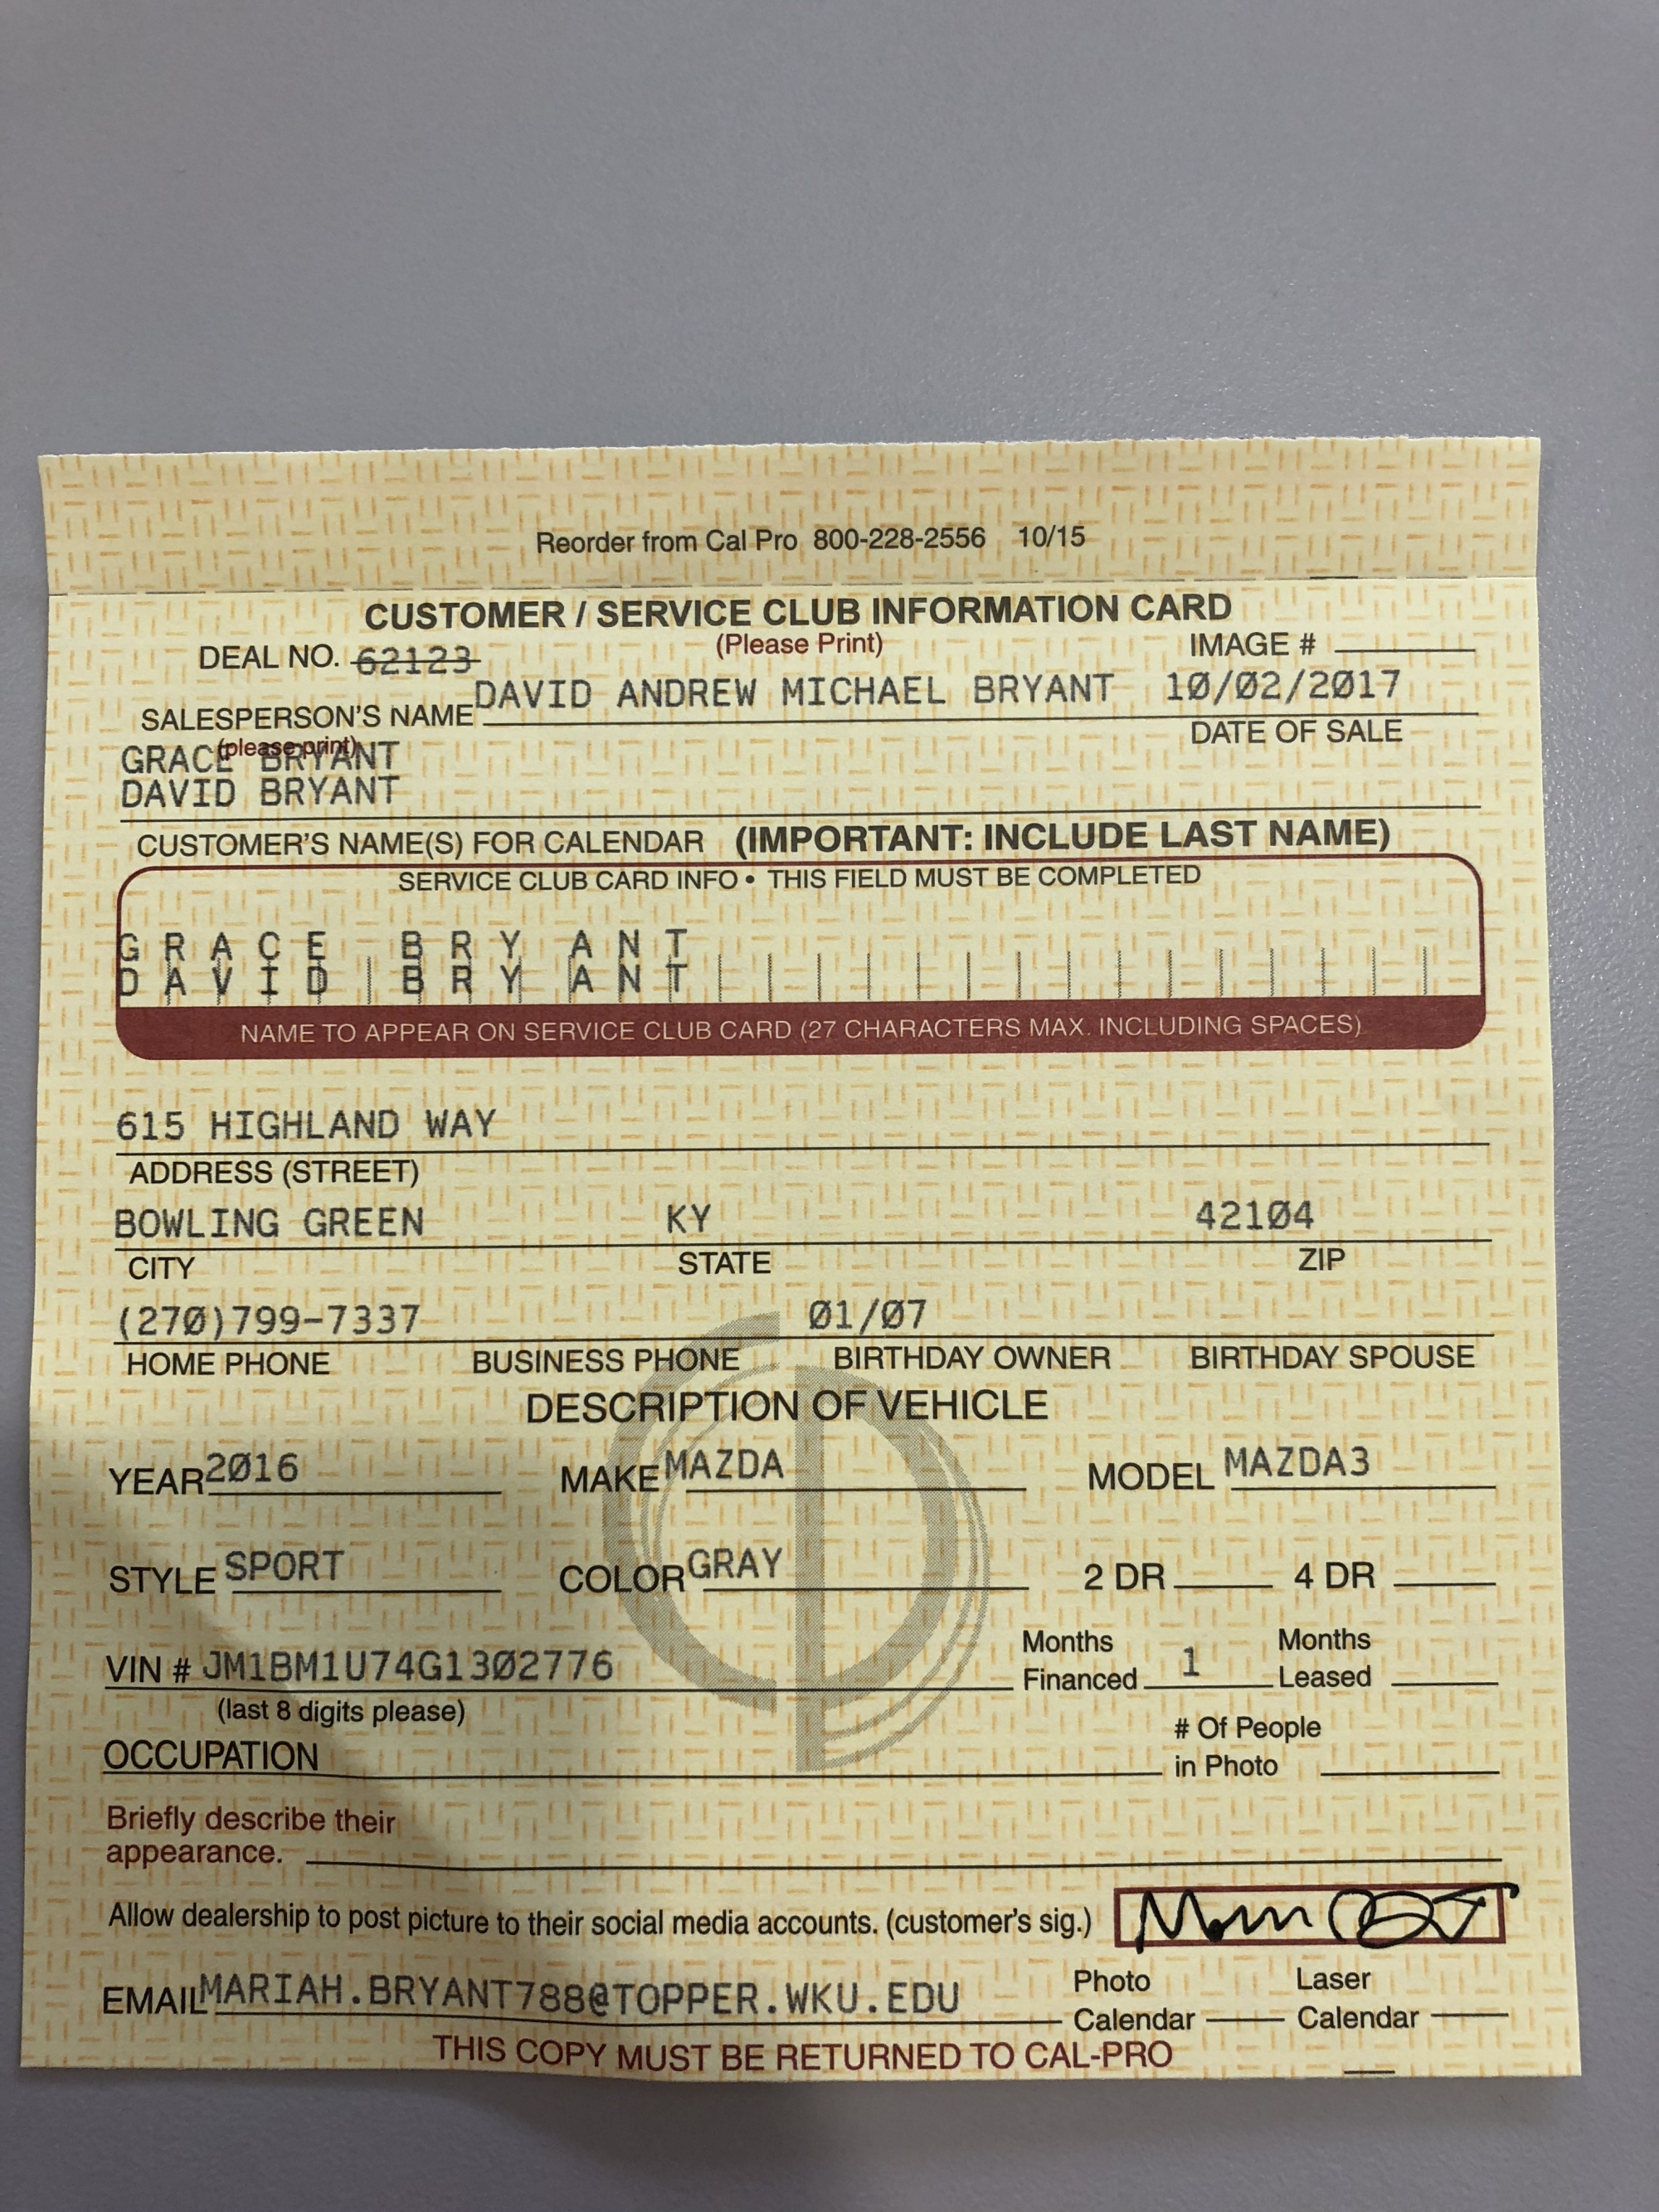 Reorder from Cal Pro 800-228-2556 10/15
CUSTOMER / SERVICE CLUB INFORMATION CARD
(Please Print)
DEAL NO. 62123
IMAGE #
SALESPERSON'S NAME DAVID ANDREW MICHAEL BRYANT 10/02/2017
(please print)
DATE OF SALE
GRACE BRYANT
DAVID BRYANT
CUSTOMER'S NAME(S) FOR CALENDAR (IMPORTANT: INCLUDE LAST NAME)
SERVICE CLUB CARD INFO • THIS FIELD MUST BE COMPLETED
GRACE BRYANT
DAVID BRYANT
NAME TO APPEAR ON SERVICE CLUB CARD (27 CHARACTERS MAX. INCLUDING SPACES)
615 HIGHLAND WAY
ADDRESS (STREET)
BOWLING GREEN KY 42104
CITY STATE ZIP
(270)799-7337 01/07
HOME PHONE BUSINESS PHONE BIRTHDAY OWNER BIRTHDAY SPOUSE
DESCRIPTION OF VEHICLE
YEAR 2016 MAKE MAZDA MODEL MAZDA3
STYLE SPORT COLOR GRAY 2 DR 4 DR
VIN # JM1BM1U74G1302776
(last 8 digits please)
Months Financed 1
Months Leased
OCCUPATION
# Of People
in Photo
Briefly describe their
appearance.
Allow dealership to post picture to their social media accounts. (customer's sig.)
EMAIL MARIAH.BRYANT788@TOPPER.WKU.EDU
Photo Calendar
Laser Calendar
THIS COPY MUST BE RETURNED TO CAL-PRO